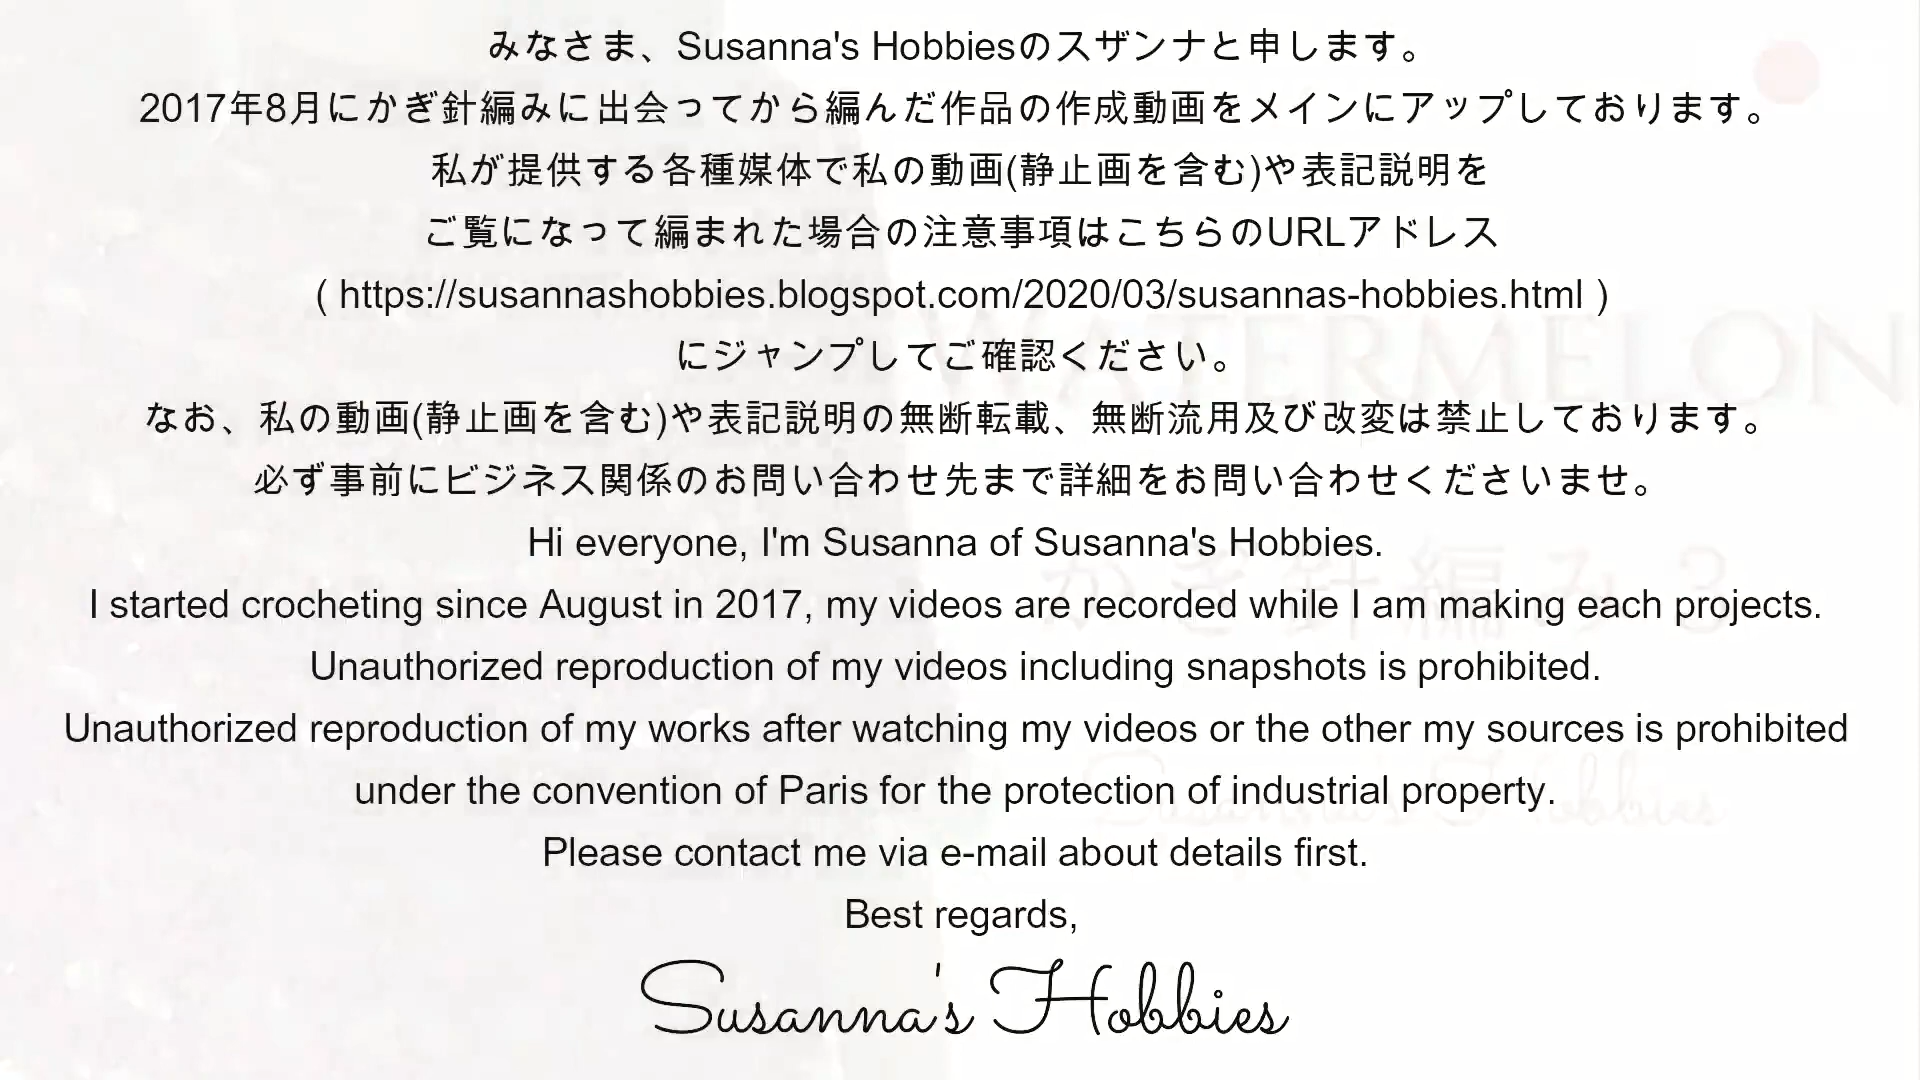 みなさま、Susanna's Hobbiesのスザンナと申します。
2017年8月にかぎ針編みに出会ってから編んだ作品の作成動画をメインにアップしております。
私が提供する各種媒体で私の動画(静止画を含む)や表記説明を
ご覧になって編まれた場合の注意事項はこちらのURLアドレス
( https://susannashobbies.blogspot.com/2020/03/susannas-hobbies.html )
にジャンプしてご確認ください。
なお、私の動画(静止画を含む)や表記説明の無断転載、無断流用及び改変は禁止しております。
必ず事前にビジネス関係のお問い合わせ先まで詳細をお問い合わせくださいませ。
Hi everyone, I'm Susanna of Susanna's Hobbies.
I started crocheting since August in 2017, my videos are recorded while I am making each projects.
Unauthorized reproduction of my videos including snapshots is prohibited.
Unauthorized reproduction of my works after watching my videos or the other my sources is prohibited
under the convention of Paris for the protection of industrial property.
Please contact me via e-mail about details first.
Best regards,
Susanna's Hobbies
WATERMELON
かぎ針編み 3
Susanna's Hobbies